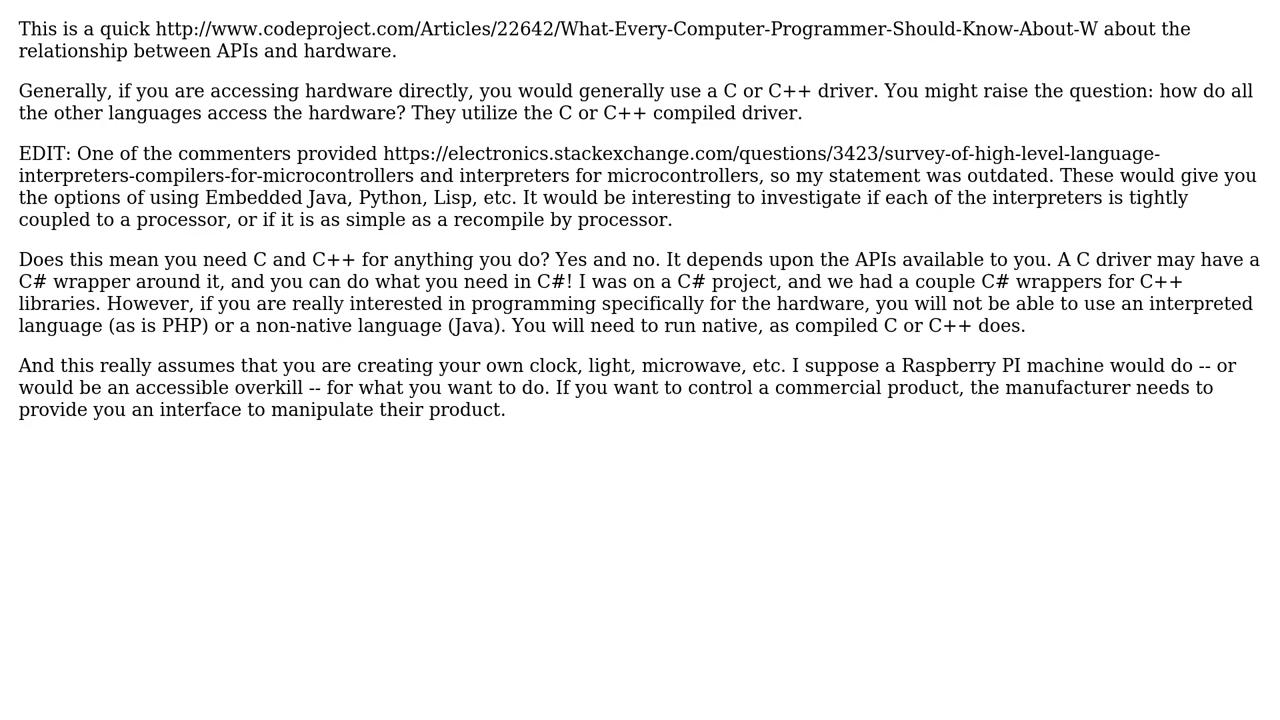 This is a quick http://www.codeproject.com/Articles/22642/What-Every-Computer-Programmer-Should-Know-About-W about the
relationship between APIs and hardware.
Generally, if you are accessing hardware directly, you would generally use a C or C++ driver. You might raise the question: how do all
the other languages access the hardware? They utilize the C or C++ compiled driver.
EDIT: One of the commenters provided https://electronics.stackexchange.com/questions/3423/survey-of-high-level-language-
interpreters-compilers-for-microcontrollers and interpreters for microcontrollers, so my statement was outdated. These would give you
the options of using Embedded Java, Python, Lisp, etc. It would be interesting to investigate if each of the interpreters is tightly
coupled to a processor, or if it is as simple as a recompile by processor.
Does this mean you need C and C++ for anything you do? Yes and no. It depends upon the APIs available to you. A C driver may have a
C# wrapper around it, and you can do what you need in C#! I was on a C# project, and we had a couple C# wrappers for C++
libraries. However, if you are really interested in programming specifically for the hardware, you will not be able to use an interpreted
language (as is PHP) or a non-native language (Java). You will need to run native, as compiled C or C++ does.
And this really assumes that you are creating your own clock, light, microwave, etc. I suppose a Raspberry PI machine would do -- or
would be an accessible overkill -- for what you want to do. If you want to control a commercial product, the manufacturer needs to
provide you an interface to manipulate their product.